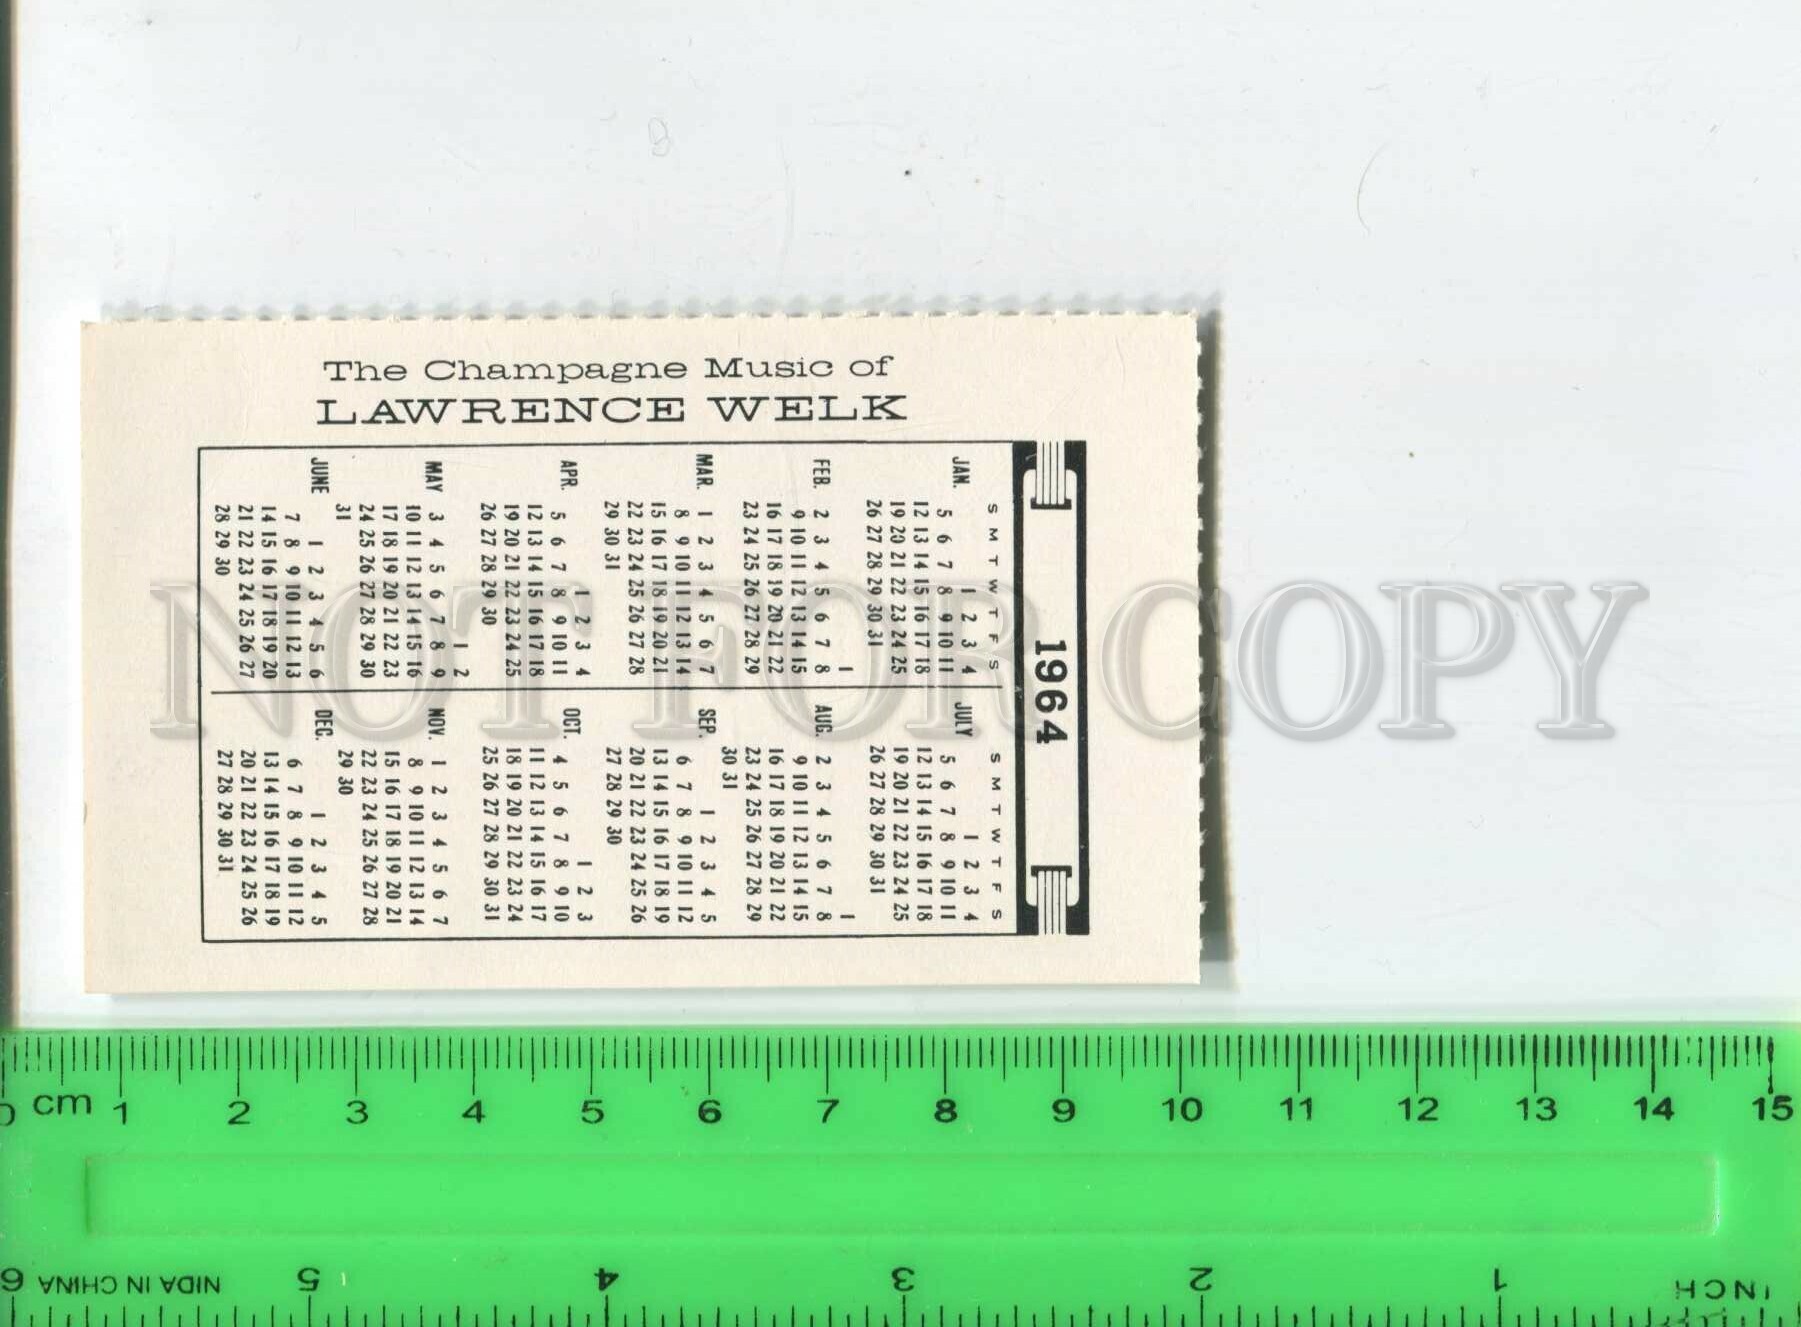 The Champagne Music of
LAWRENCE WELK
1964
S M T W T F S
JAN. 1 2 3 4
5 6 7 8 9 10 11
12 13 14 15 16 17 18
19 20 21 22 23 24 25
26 27 28 29 30 31
FEB. 1
2 3 4 5 6 7 8
9 10 11 12 13 14 15
16 17 18 19 20 21 22
23 24 25 26 27 28 29
MAR. 1 2 3 4 5 6 7
8 9 10 11 12 13 14
15 16 17 18 19 20 21
22 23 24 25 26 27 28
29 30 31
APR. 1 2 3 4
5 6 7 8 9 10 11
12 13 14 15 16 17 18
19 20 21 22 23 24 25
26 27 28 29 30
MAY 1 2
3 4 5 6 7 8 9
10 11 12 13 14 15 16
17 18 19 20 21 22 23
24 25 26 27 28 29 30
31
JUNE 1 2 3 4 5 6
7 8 9 10 11 12 13
14 15 16 17 18 19 20
21 22 23 24 25 26 27
28 29 30
S M T W T F S
JULY 1 2 3 4
5 6 7 8 9 10 11
12 13 14 15 16 17 18
19 20 21 22 23 24 25
26 27 28 29 30 31
AUG. 1
2 3 4 5 6 7 8
9 10 11 12 13 14 15
16 17 18 19 20 21 22
23 24 25 26 27 28 29
30 31
SEP. 1 2 3 4 5
6 7 8 9 10 11 12
13 14 15 16 17 18 19
20 21 22 23 24 25 26
27 28 29 30
OCT. 1 2 3
4 5 6 7 8 9 10
11 12 13 14 15 16 17
18 19 20 21 22 23 24
25 26 27 28 29 30 31
NOV. 1 2 3 4 5 6 7
8 9 10 11 12 13 14
15 16 17 18 19 20 21
22 23 24 25 26 27 28
29 30
DEC. 1 2 3 4 5
6 7 8 9 10 11 12
13 14 15 16 17 18 19
20 21 22 23 24 25 26
27 28 29 30 31
NOT FOR COPY
0 cm 1 2 3 4 5 6 7 8 9 10 11 12 13 14 15
INCH 1 2 3 4 5 NIDA IN CHINA 6